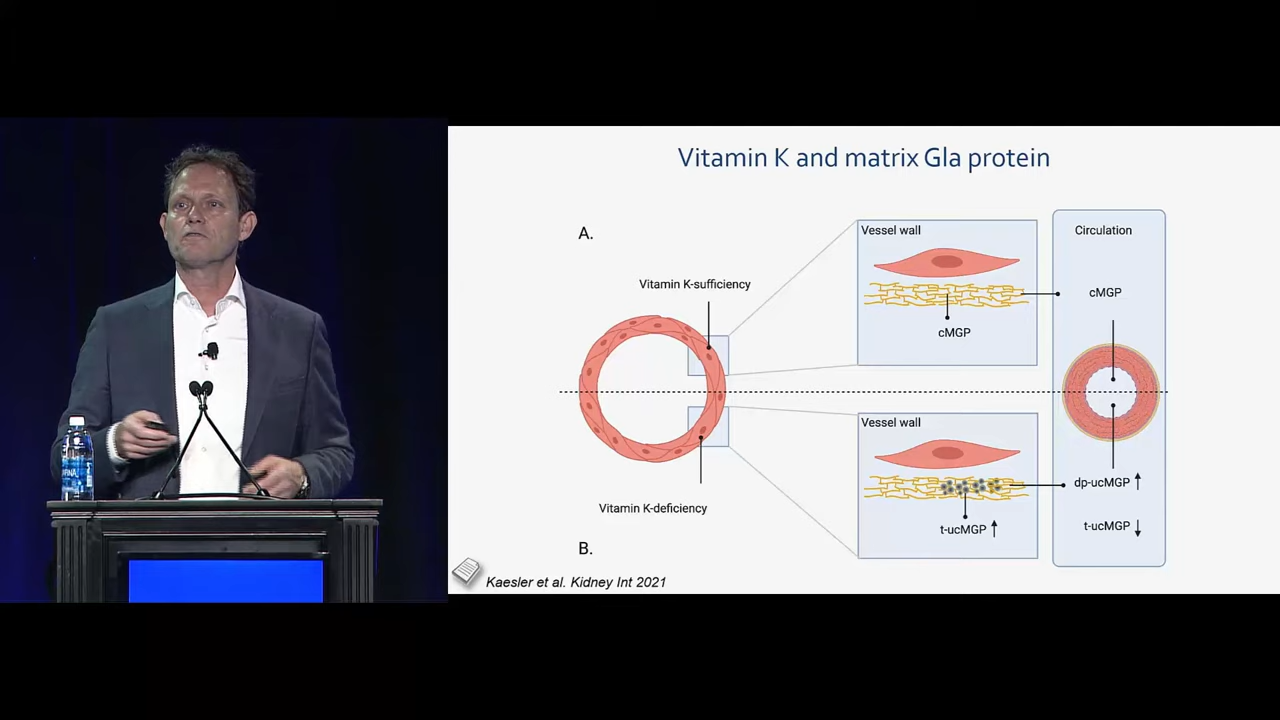 Vitamin K and matrix Gla protein
A.
Vitamin K-sufficiency
Vitamin K-deficiency
B.
Vessel wall
cMGP
Vessel wall
t-ucMGP ↑
Circulation
cMGP
dp-ucMGP ↑
t-ucMGP ↓
Kaesler et al. Kidney Int 2021